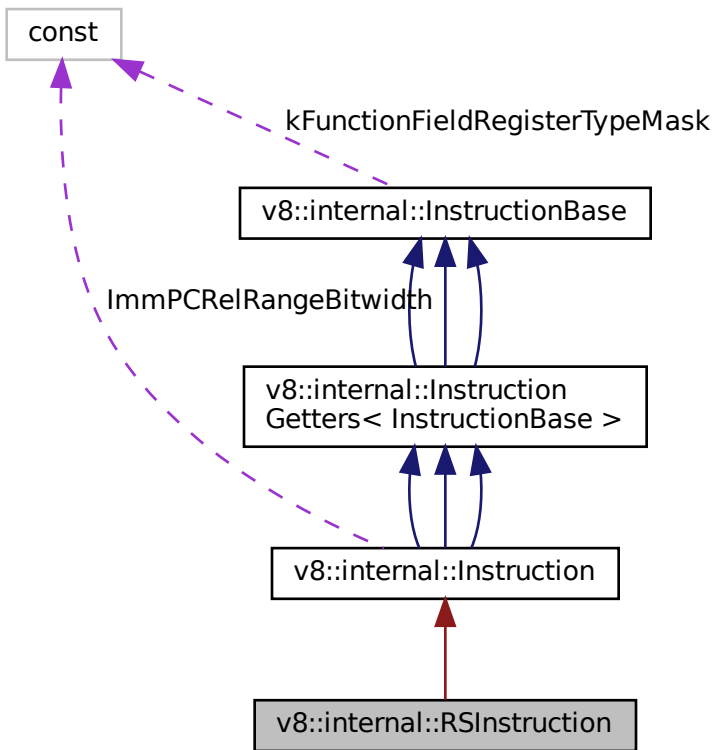 const
kFunctionFieldRegisterTypeMask
v8::internal::InstructionBase
ImmPCRelRangeBitwidth
v8::internal::Instruction
Getters< InstructionBase >
v8::internal::Instruction
v8::internal::RSInstruction